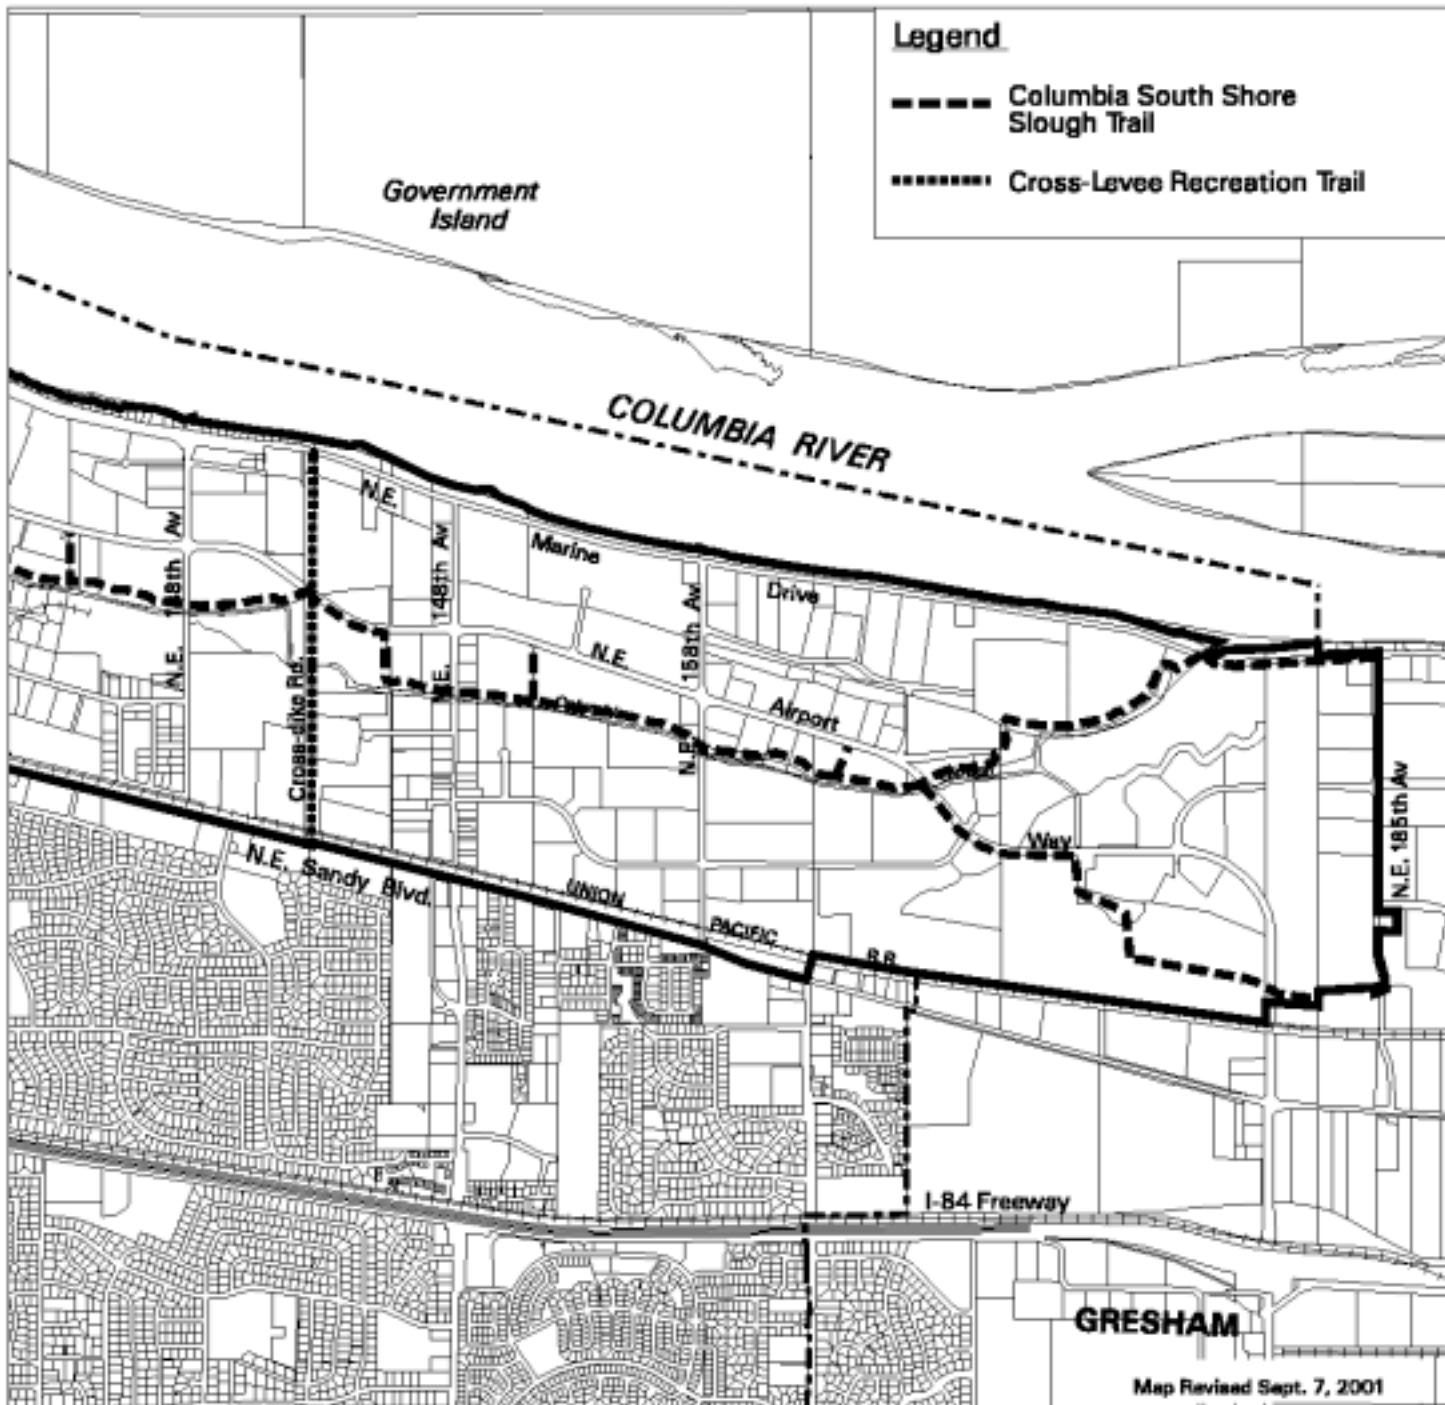 Legend
Columbia South Shore
Slough Trail
Cross-Levee Recreation Trail
Government
Island
COLUMBIA RIVER
N.E.
Marine
Drive
N.E. 138th Av
Cross-dike Rd.
N.E. 148th Av
N.E. 158th Av
N.E.
Airport
Way
N.E. 185th Av
N.E. Sandy Blvd.
UNION
PACIFIC
R.R.
I-84 Freeway
GRESHAM
Map Revised Sept. 7, 2001